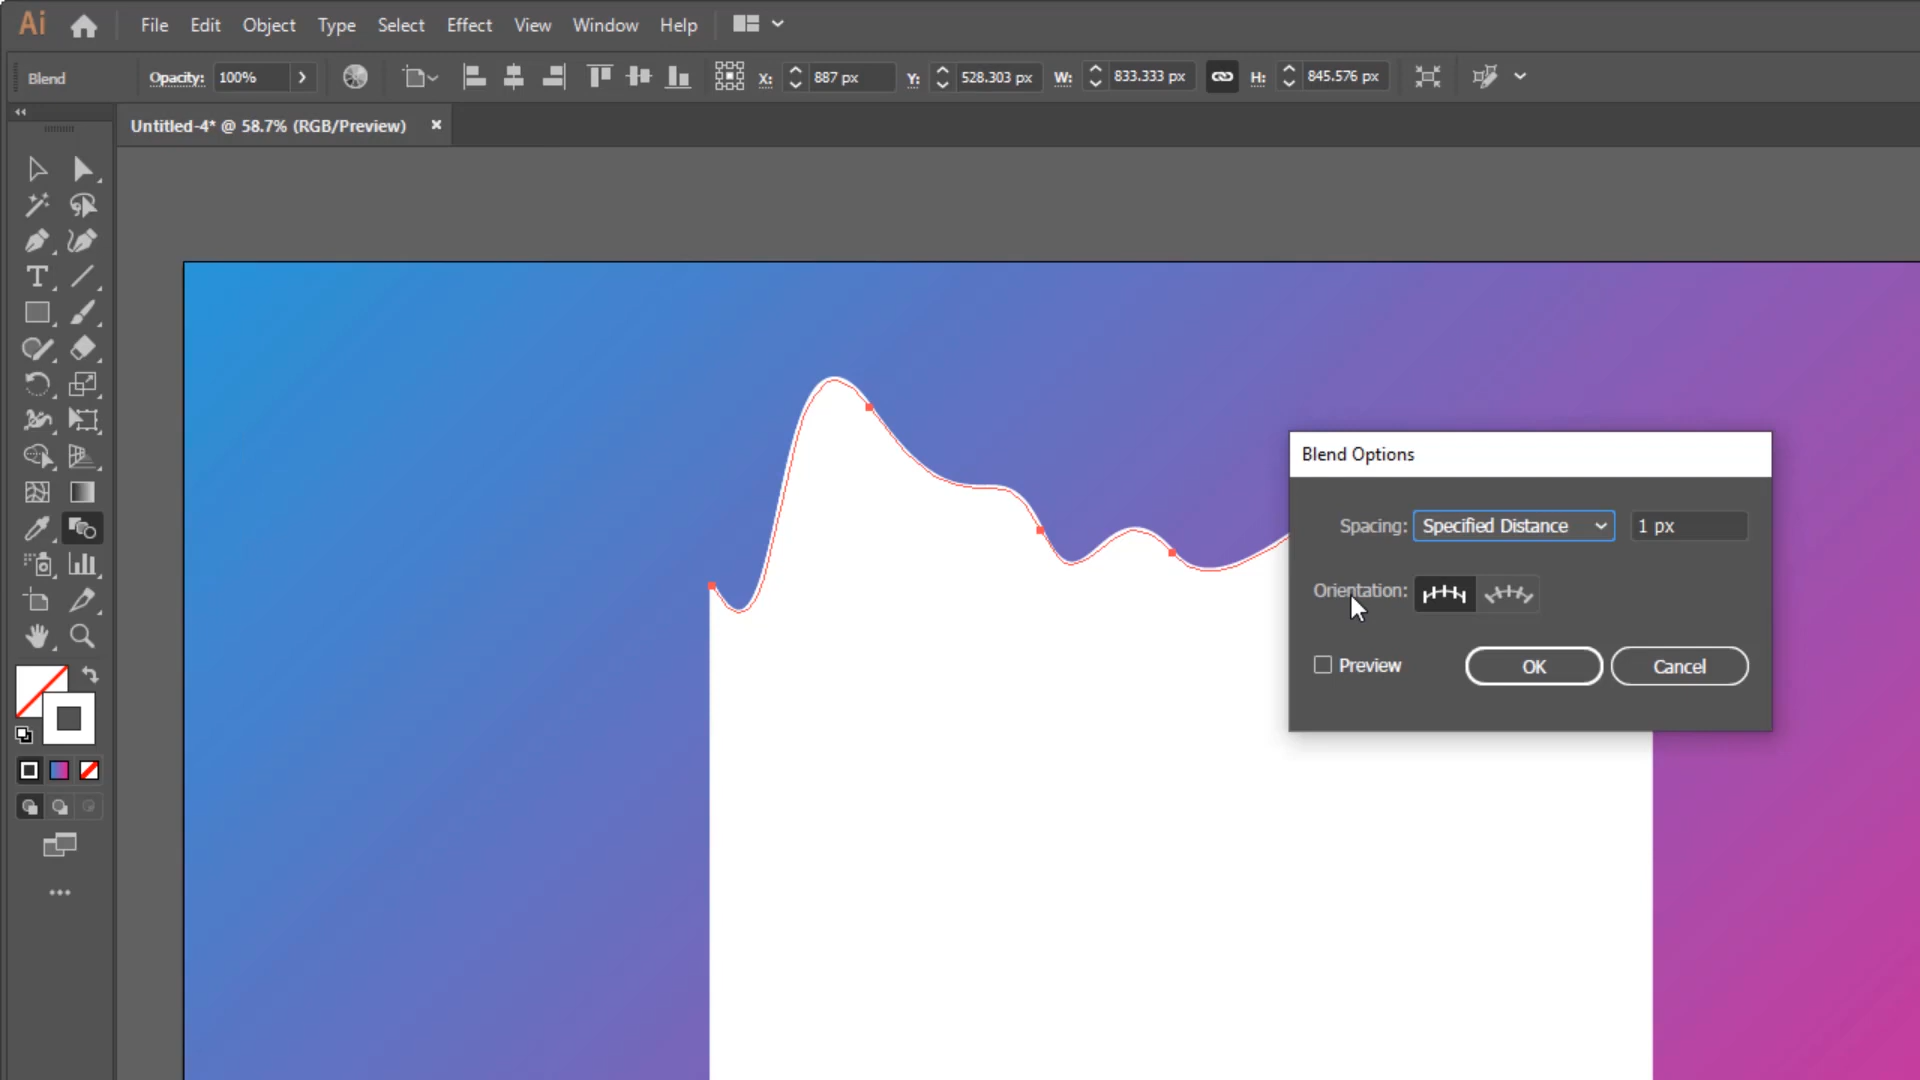 Ai File Edit Object Type Select Effect View Window Help
Blend Opacity: 100% X: 887 px Y: 528.303 px W: 833.333 px H: 845.576 px
Untitled-4* @ 58.7% (RGB/Preview) ×
Blend Options
Spacing: Specified Distance 1 px
Orientation:
Preview OK Cancel